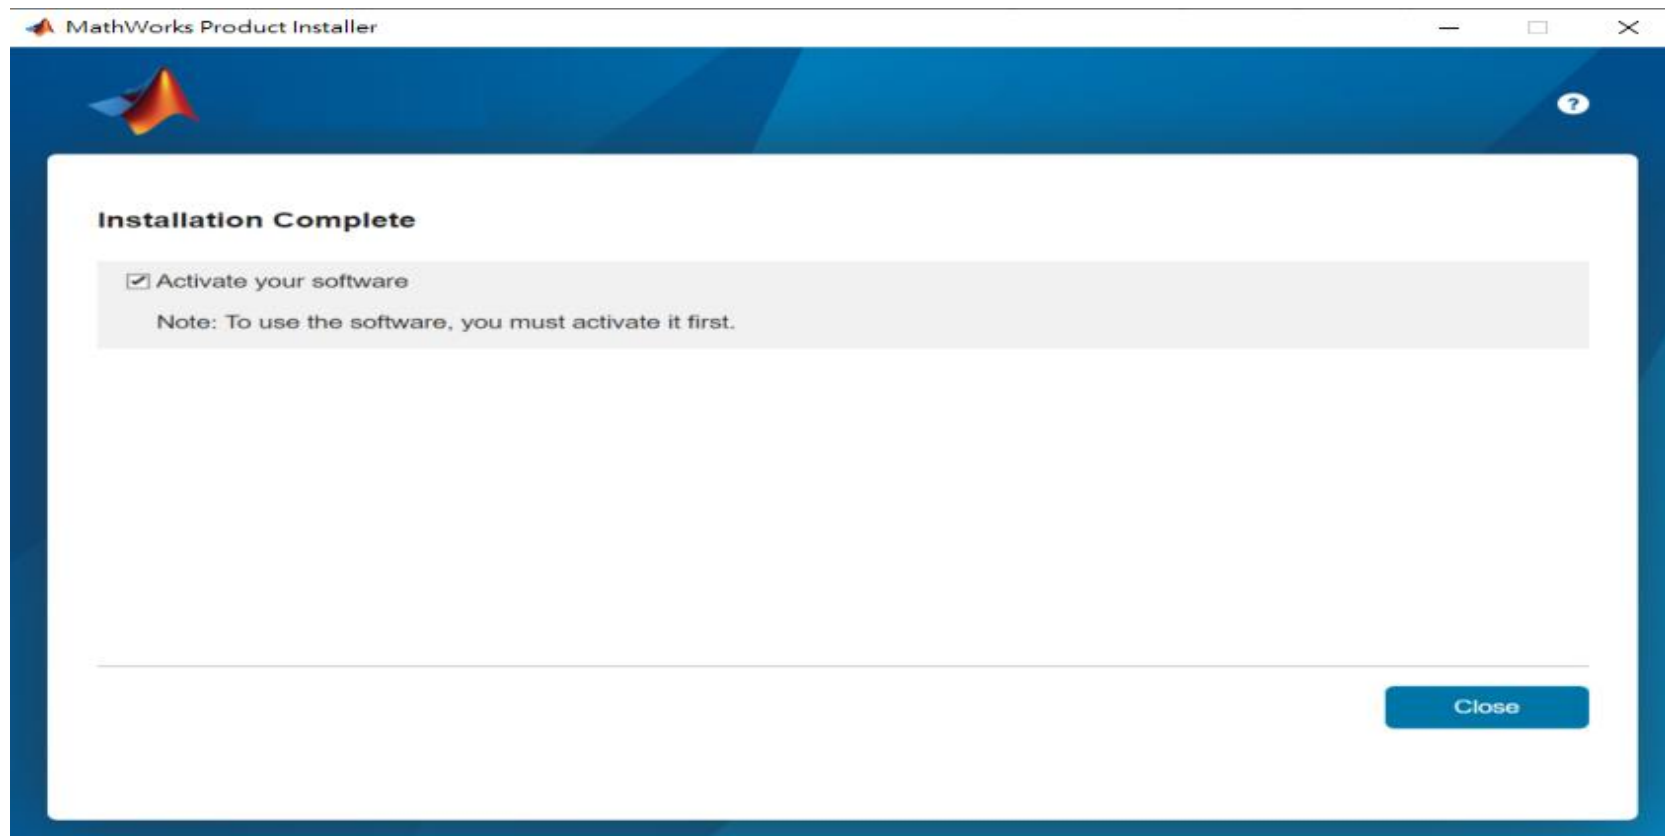 MathWorks Product Installer
?
Installation Complete
Activate your software
Note: To use the software, you must activate it first.
Close